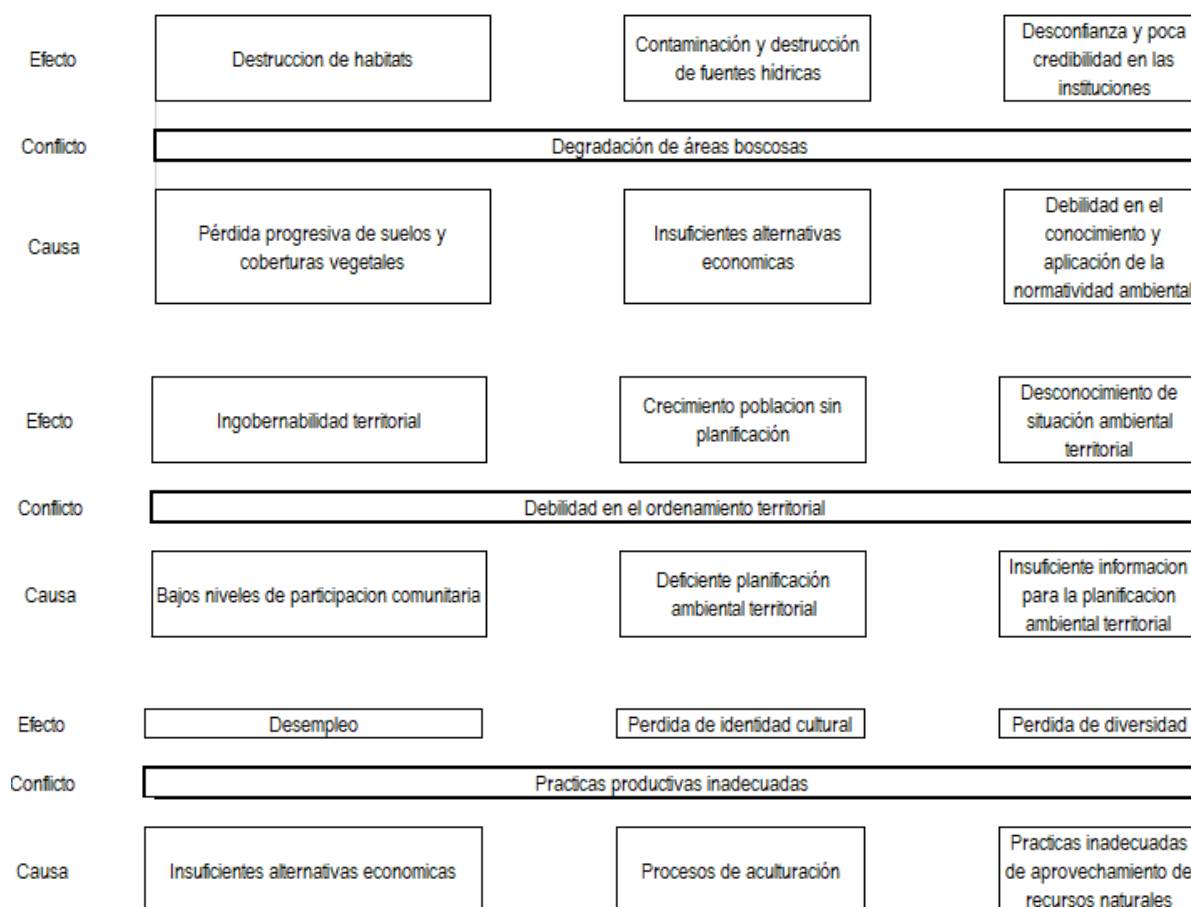 Efecto
Destruccion de habitats
Contaminación y destrucción
de fuentes hídricas
Desconfianza y poca
credibilidad en las
instituciones
Conflicto
Degradación de áreas boscosas
Causa
Pérdida progresiva de suelos y
coberturas vegetales
Insuficientes alternativas
economicas
Debilidad en el
conocimiento y
aplicación de la
normatividad ambiental
Efecto
Ingobernabilidad territorial
Crecimiento poblacion sin
planificación
Desconocimiento de
situación ambiental
territorial
Conflicto
Debilidad en el ordenamiento territorial
Causa
Bajos niveles de participacion comunitaria
Deficiente planificación
ambiental territorial
Insuficiente informacion
para la planificacion
ambiental territorial
Efecto
Desempleo
Perdida de identidad cultural
Perdida de diversidad
Conflicto
Practicas productivas inadecuadas
Causa
Insuficientes alternativas economicas
Procesos de aculturación
Practicas inadecuadas
de aprovechamiento de
recursos naturales